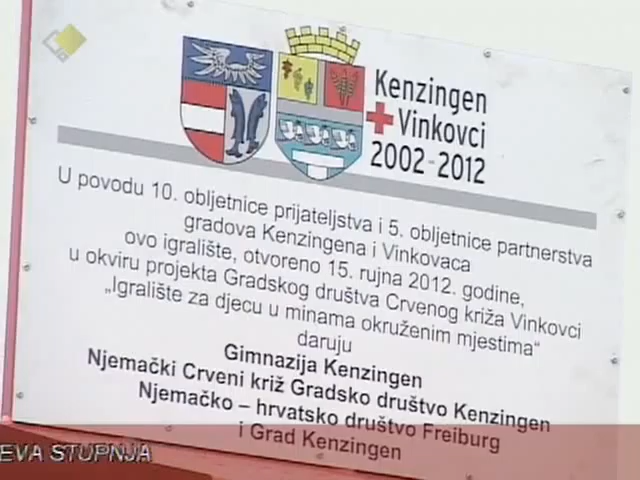 Kenzingen
+ Vinkovci
2002-2012
U povodu 10. obljetnice prijateljstva i 5. obljetnice partnerstva
gradova Kenzingena i Vinkovaca
ovo igralište, otvoreno 15. rujna 2012. godine,
u okviru projekta Gradskog društva Crvenog križa Vinkovci
„Igralište za djecu u minama okruženim mjestima“
daruju
Gimnazija Kenzingen
Njemački Crveni križ Gradsko društvo Kenzingen
Njemačko – hrvatsko društvo Freiburg
i Grad Kenzingen
EVA STUPNJA